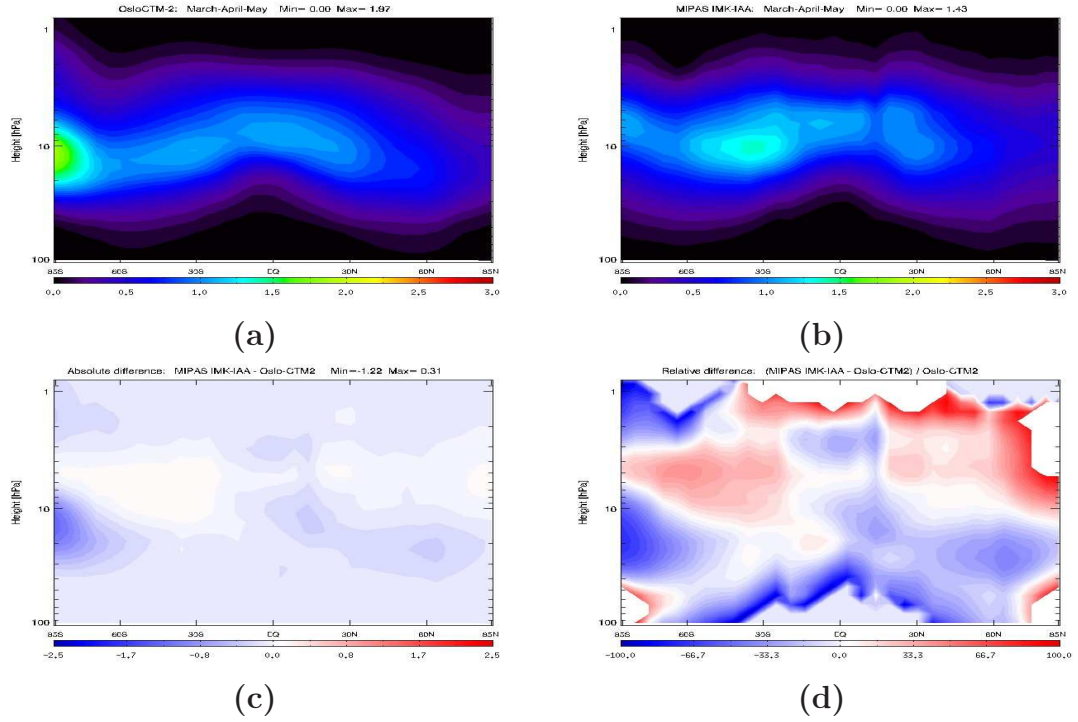 OsloCTM-2: March-April-May Min= 0.00 Max= 1.97
Height [hPa]
1
10
100
85S 60S 30S EQ 30N 60N 85N
0.0 0.5 1.0 1.5 2.0 2.5 3.0
(a)
MIPAS IMK-IAA: March-April-May Min= 0.00 Max= 1.43
Height [hPa]
1
10
100
85S 60S 30S EQ 30N 60N 85N
0.0 0.5 1.0 1.5 2.0 2.5 3.0
(b)
Absolute difference: MIPAS IMK-IAA - Oslo-CTM2 Min=-1.22 Max= 0.31
Height [hPa]
1
10
100
85S 60S 30S EQ 30N 60N 85N
-2.5 -1.7 -0.8 0.0 0.8 1.7 2.5
(c)
Relative difference: (MIPAS IMK-IAA - Oslo-CTM2) / Oslo-CTM2
Height [hPa]
1
10
100
85S 60S 30S EQ 30N 60N 85N
-100.0 -66.7 -33.3 0.0 33.3 66.7 100.0
(d)